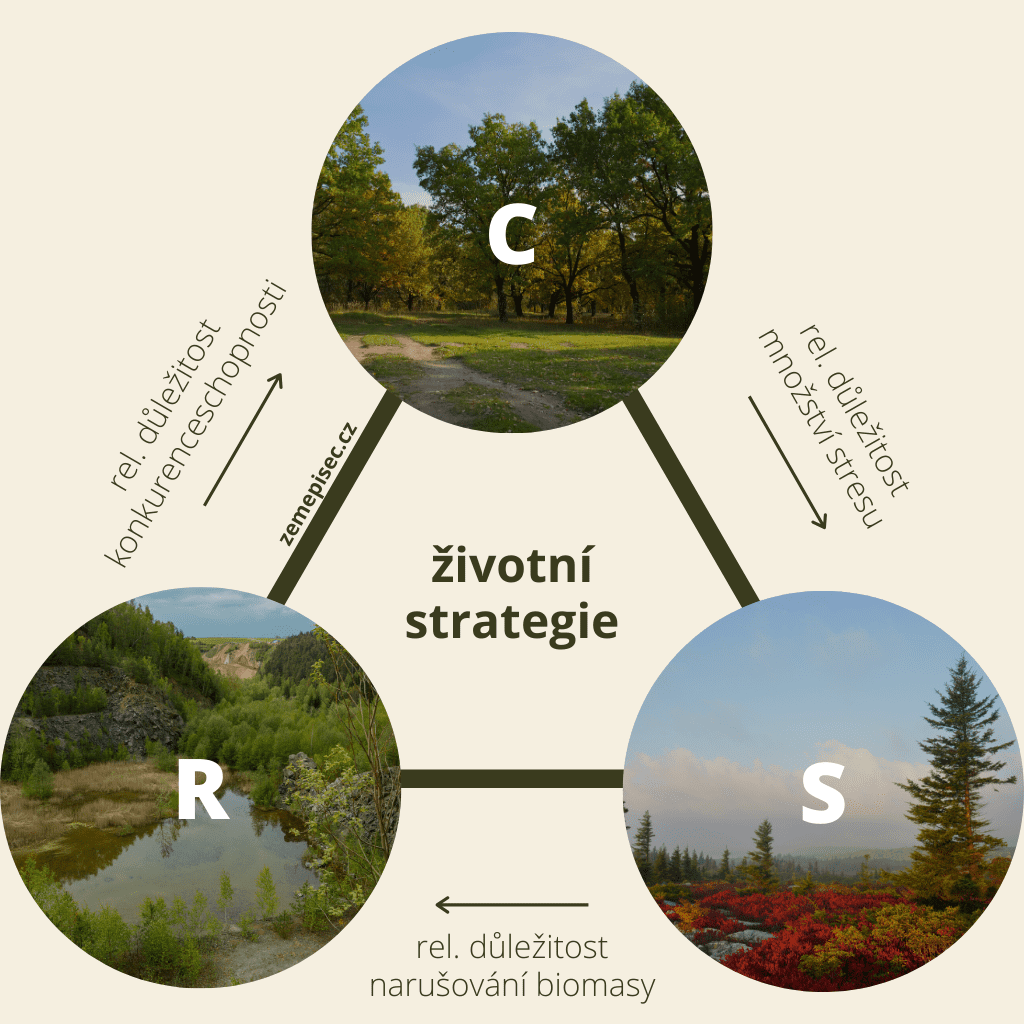 C
rel. důležitost
konkurenceschopnosti
rel. důležitost
množství stresu
zemepisec.cz
životní
strategie
R
S
rel. důležitost
narušování biomasy